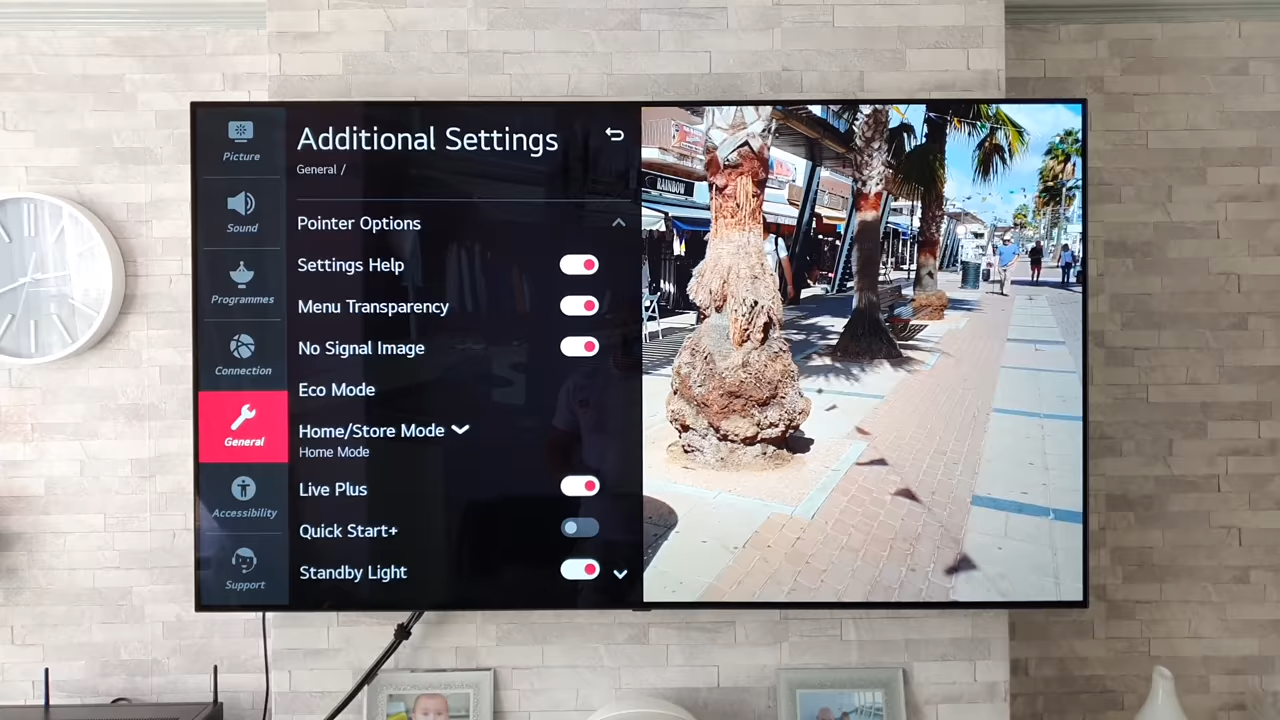 Picture
Sound
Programmes
Connection
General
Accessibility
Support
Additional Settings
General /
Pointer Options
Settings Help
Menu Transparency
No Signal Image
Eco Mode
Home/Store Mode
Home Mode
Live Plus
Quick Start+
Standby Light
RAINBOW